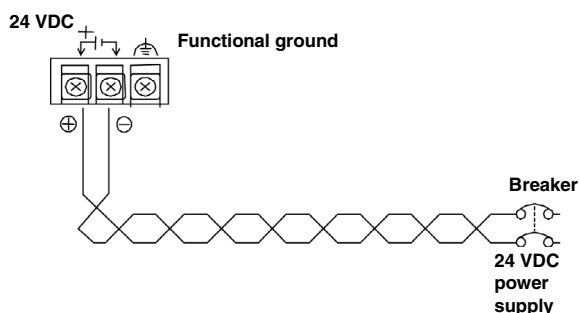 24 VDC
+
Functional ground
⊕ ⊖
Breaker
24 VDC
power
supply